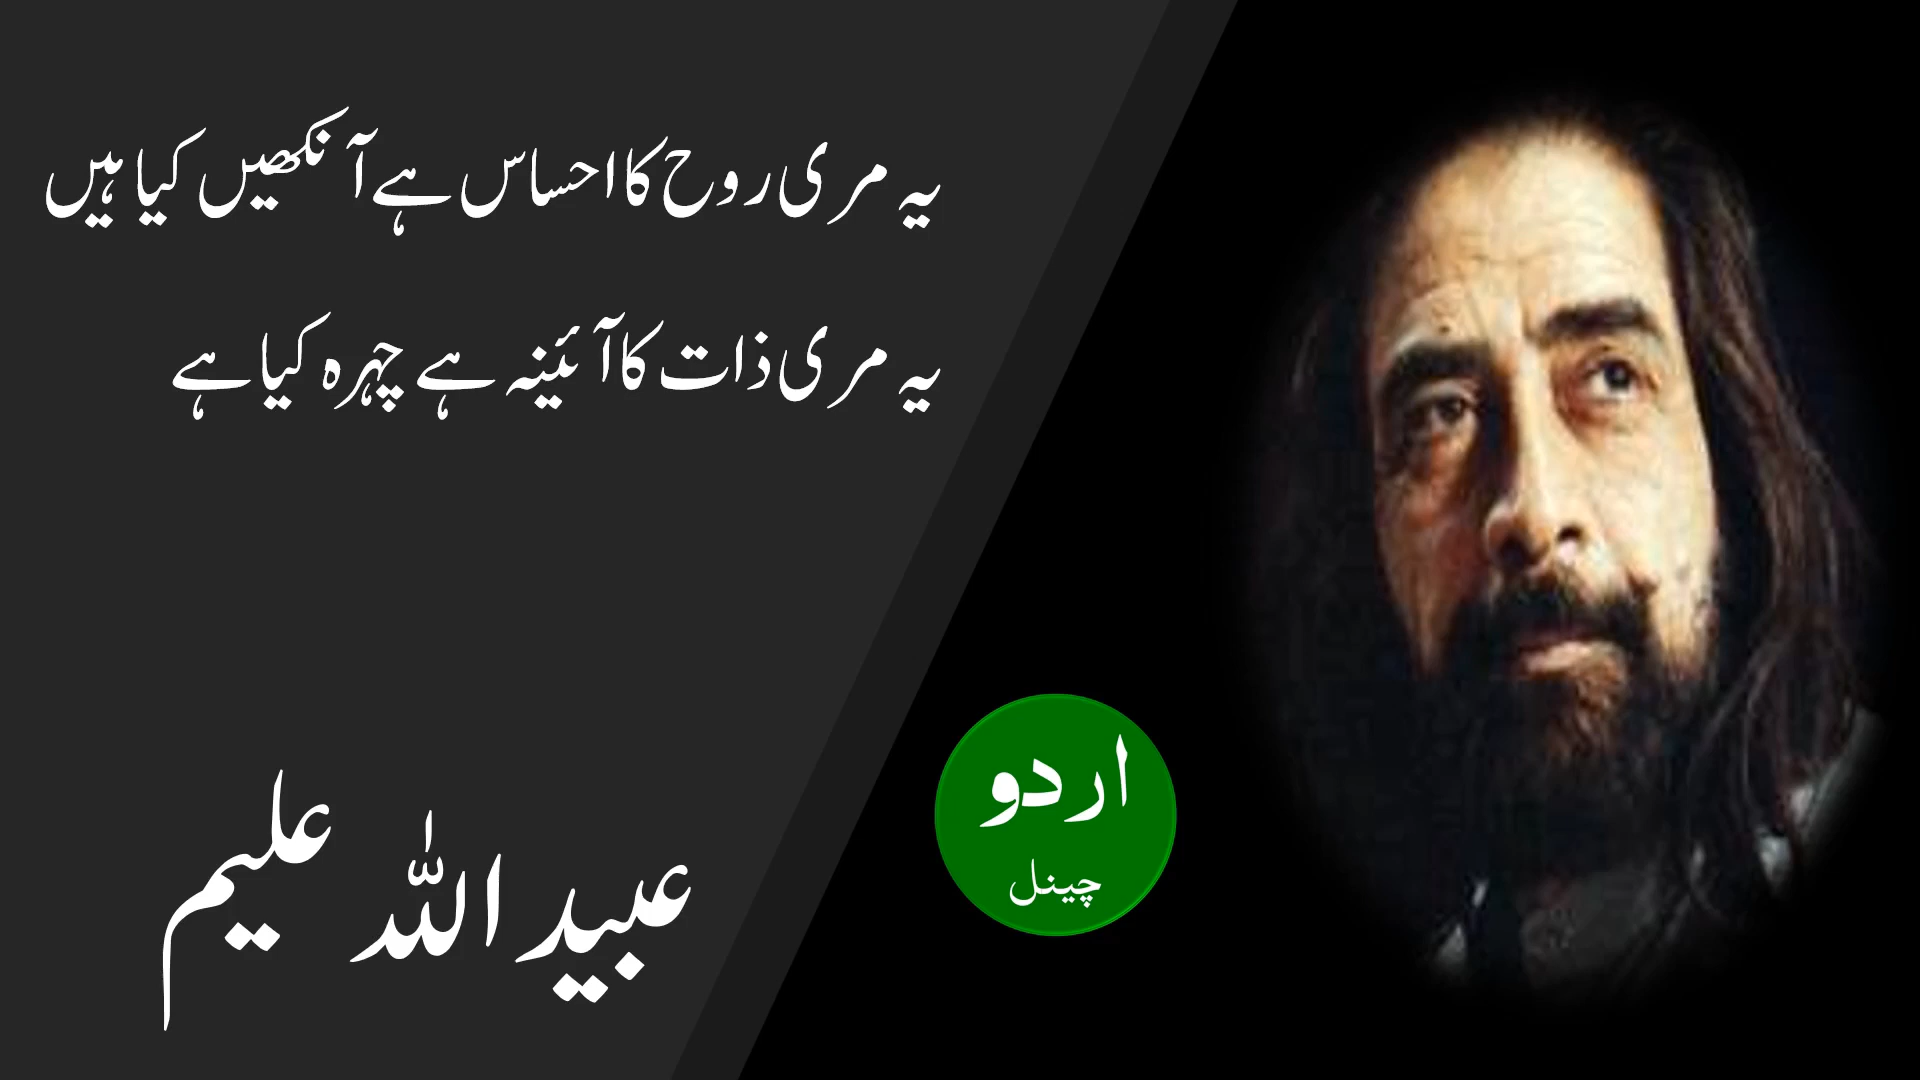 یہ مری روح کا احساس ہے آنکھیں کیا ہیں
یہ مری ذات کا آئینہ ہے چہرہ کیا ہے
عبید اللہ علیم
اردو
چینل